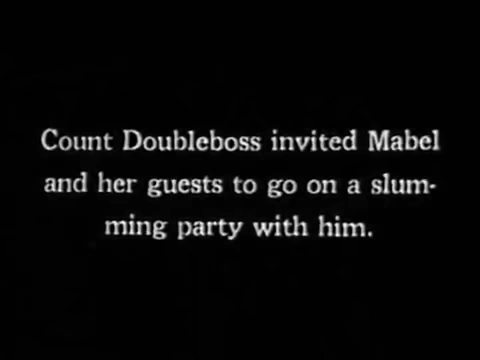 Count Doubleboss invited Mabel
and her guests to go on a slum-
ming party with him.